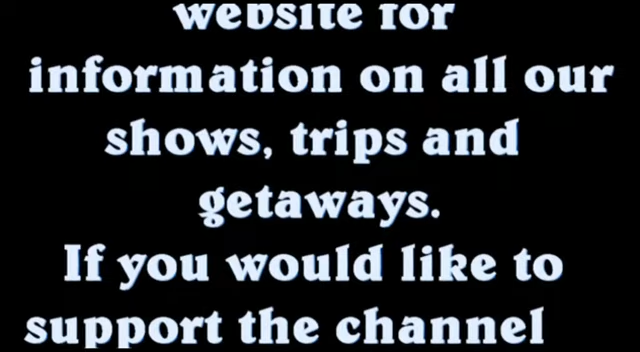 website for
information on all our
shows, trips and
getaways.
If you would like to
support the channel